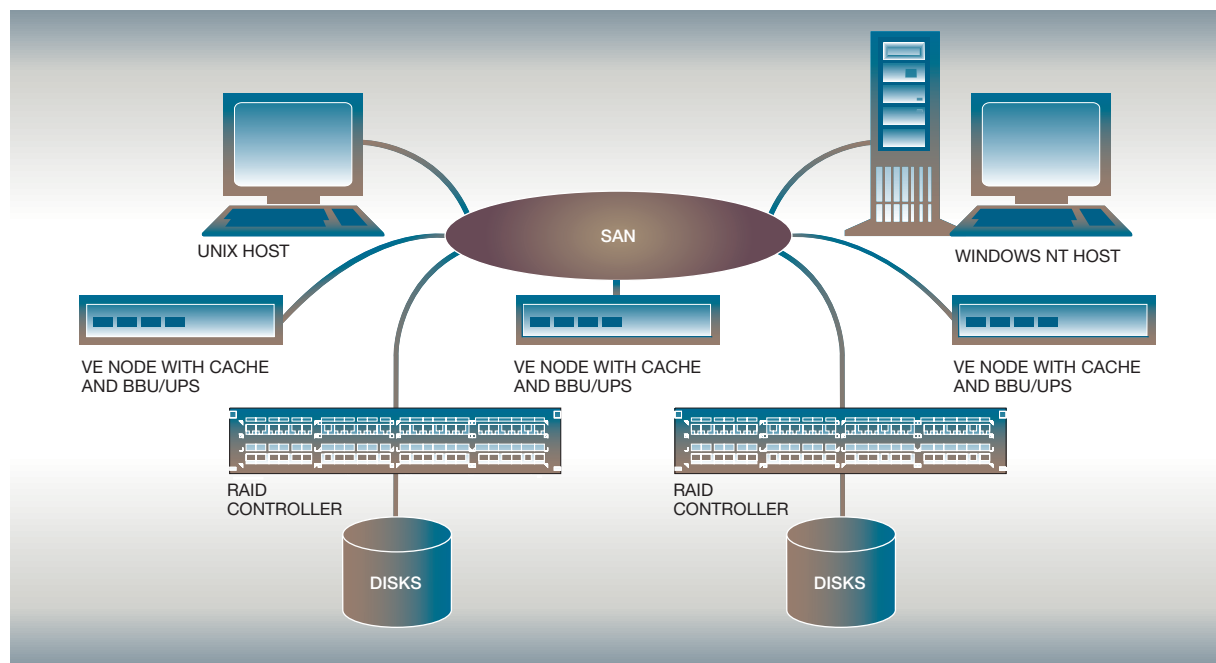 SAN
UNIX HOST
WINDOWS NT HOST
VE NODE WITH CACHE
AND BBU/UPS
VE NODE WITH CACHE
AND BBU/UPS
VE NODE WITH CACHE
AND BBU/UPS
RAID
CONTROLLER
RAID
CONTROLLER
DISKS
DISKS